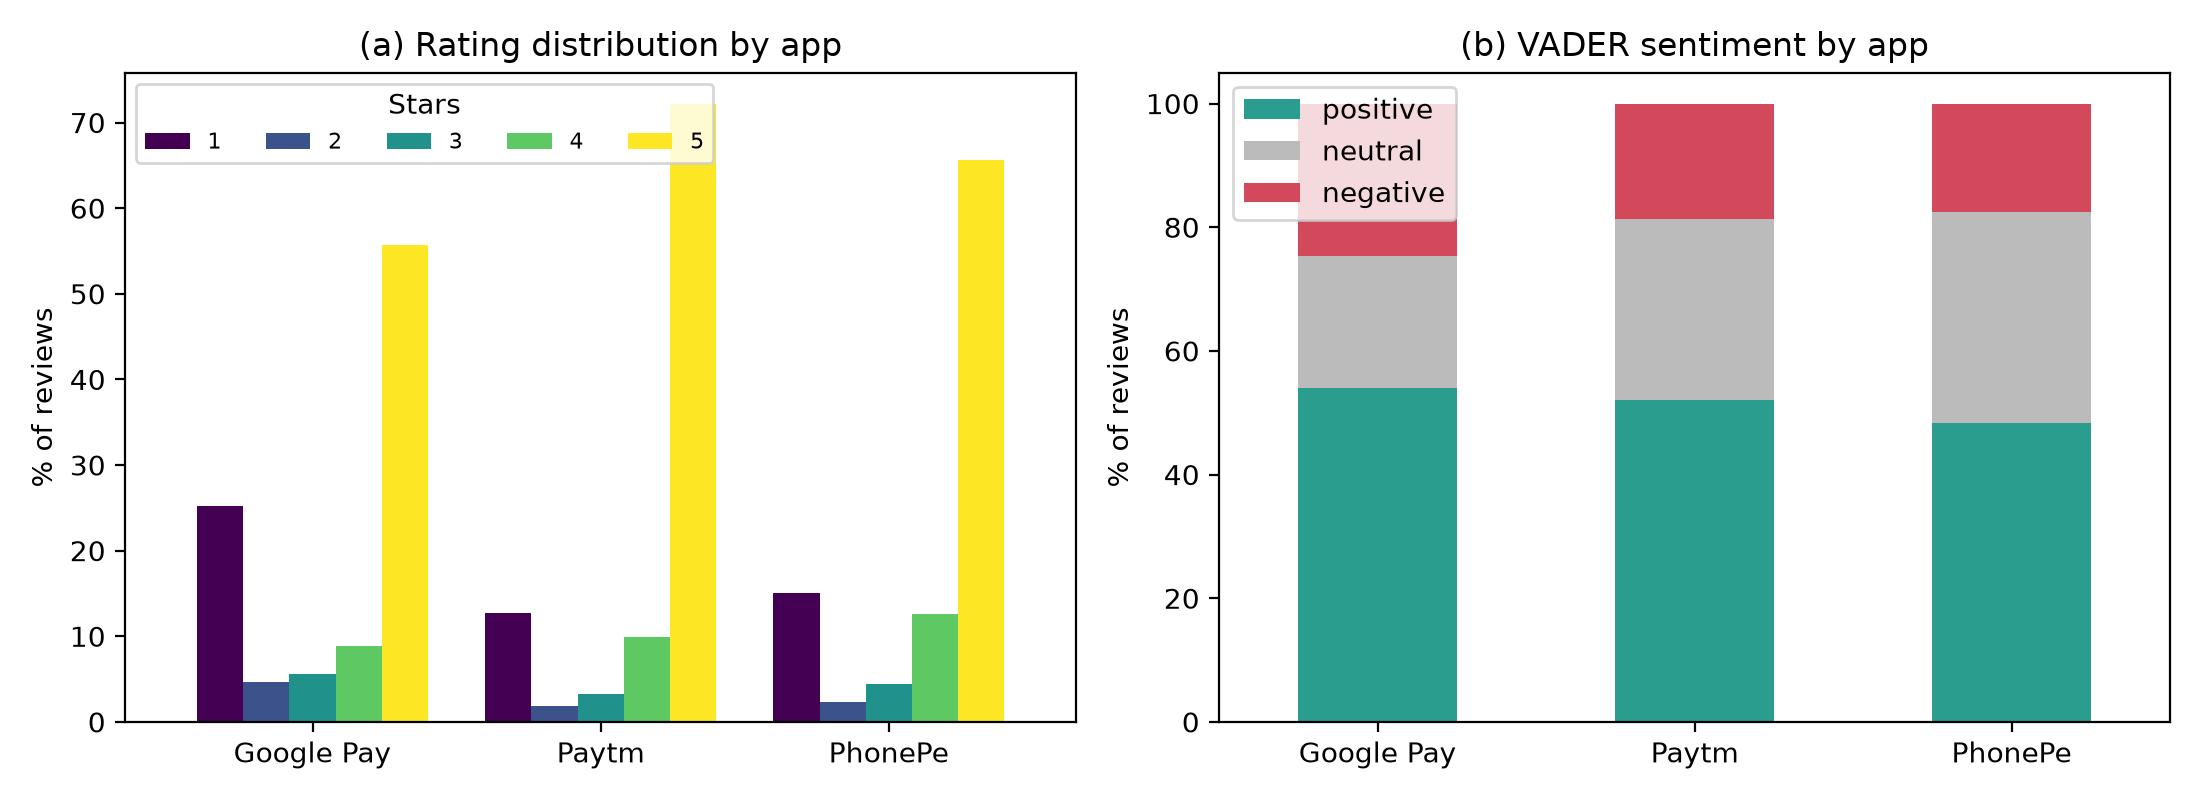 (a) Rating distribution by app
Stars
1 2 3 4 5
% of reviews
70
60
50
40
30
20
10
0
Google Pay Paytm PhonePe
(b) VADER sentiment by app
positive
neutral
negative
% of reviews
100
80
60
40
20
0
Google Pay Paytm PhonePe